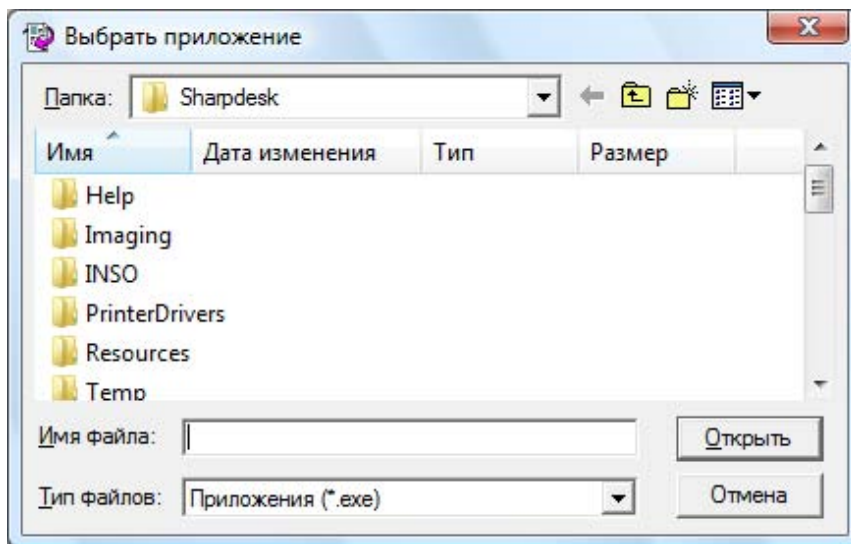 Выбрать приложение
Папка: Sharpdesk
Имя Дата изменения Тип Размер
Help
Imaging
INSO
PrinterDrivers
Resources
Temp
Имя файла: Открыть
Тип файлов: Приложения (*.exe) Отмена